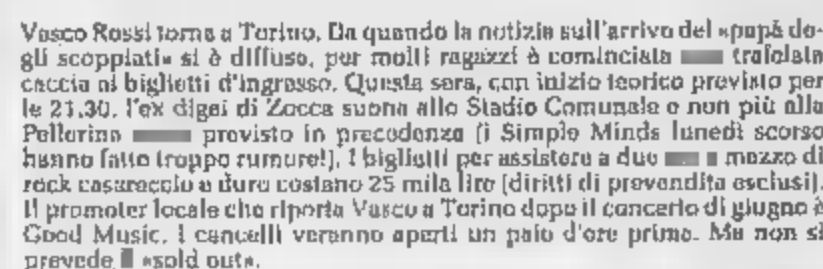 Vasco Rossi torna a Torino. Da quando la notizia sull'arrivo del «papà de-
gli scoppiati» si è diffusa, per molti ragazzi è cominciata trafelata
caccia ai biglietti d'ingresso. Questa sera, con inizio teorico previsto per
le 21.30, l'ex digei di Zocca suona allo Stadio Comunale e non più alla
Pellerina previsto in precedenza (i Simple Minds lunedì scorso
hanno fatto troppo rumore!). I biglietti per assistere a due mezzo di
rock casareccio e duro costano 25 mila lire (diritti di prevendita esclusi).
Il promoter locale che riporta Vasco a Torino dopo il concerto di giugno è
Good Music. I cancelli veranno aperti un paio d'ore prima. Ma non si
prevede «sold out».